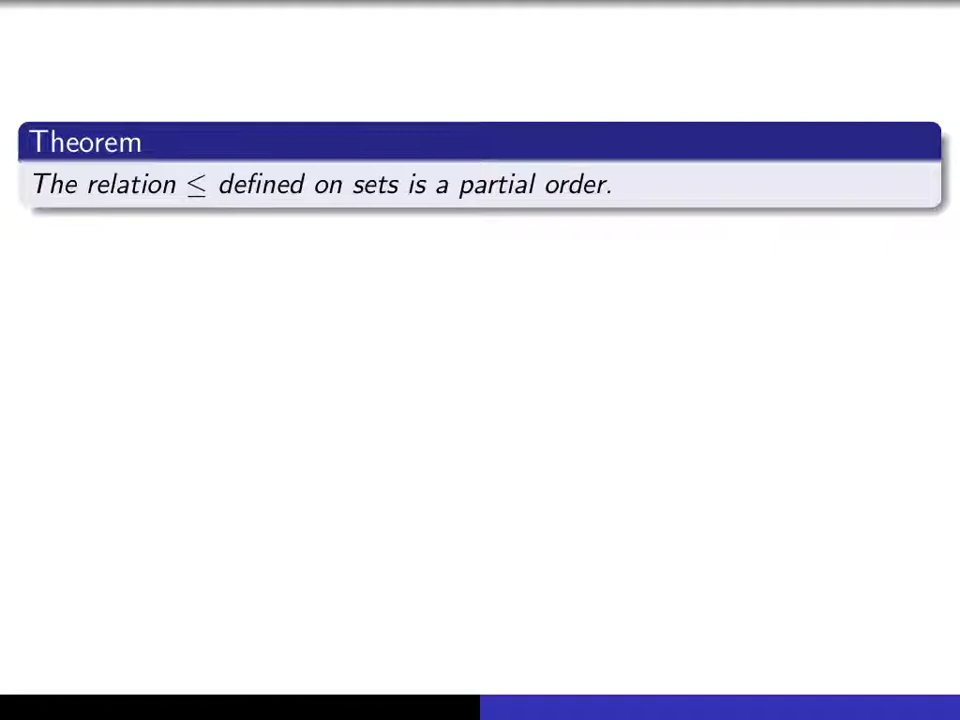 Theorem
The relation ≤ defined on sets is a partial order.